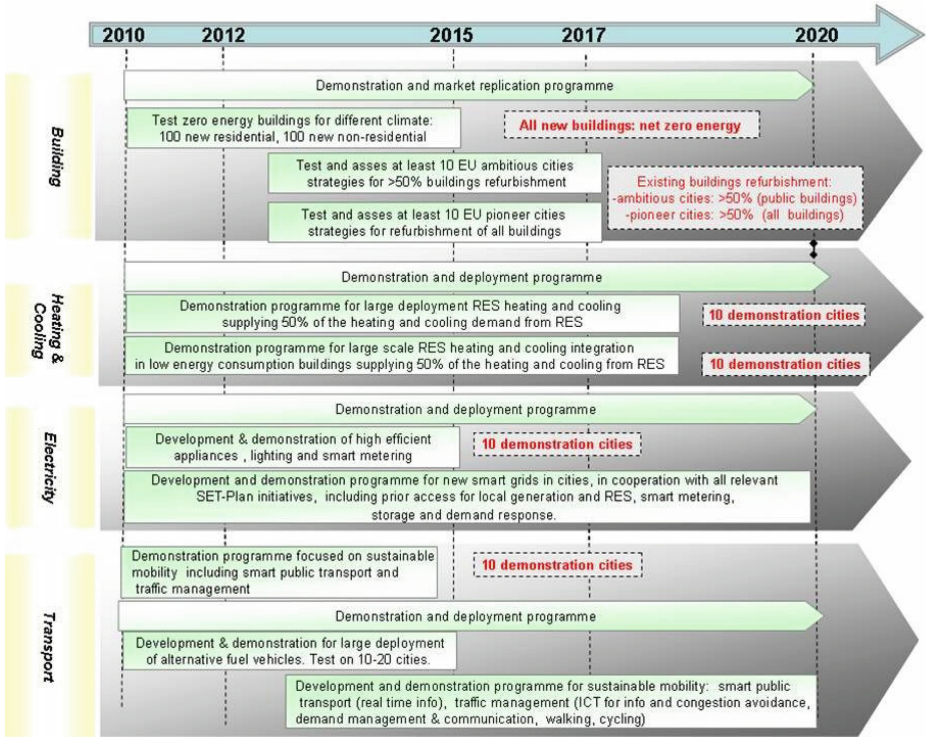 2010 2012 2015 2017 2020
Building
Demonstration and market replication programme
Test zero energy buildings for different climate:
100 new residential, 100 new non-residential
All new buildings: net zero energy
Test and asses at least 10 EU ambitious cities
strategies for >50% buildings refurbishment
Existing buildings refurbishment:
-ambitious cities: >50% (public buildings)
-pioneer cities: >50% (all buildings)
Test and asses at least 10 EU pioneer cities
strategies for refurbishment of all buildings
Heating &
Cooling
Demonstration and deployment programme
Demonstration programme for large deployment RES heating and cooling
supplying 50% of the heating and cooling demand from RES
10 demonstration cities
Demonstration programme for large scale RES heating and cooling integration
in low energy consumption buildings supplying 50% of the heating and cooling from RES
10 demonstration cities
Electricity
Demonstration and deployment programme
Development & demonstration of high efficient
appliances , lighting and smart metering
10 demonstration cities
Development and demonstration programme for new smart grids in cities, in cooperation with all relevant
SET-Plan initiatives, including prior access for local generation and RES, smart metering,
storage and demand response.
Transport
Demonstration programme focused on sustainable
mobility including smart public transport and
traffic management
10 demonstration cities
Demonstration and deployment programme
Development & demonstration for large deployment
of alternative fuel vehicles. Test on 10-20 cities.
Development and demonstration programme for sustainable mobility: smart public
transport (real time info), traffic management (ICT for info and congestion avoidance,
demand management & communication, walking, cycling)